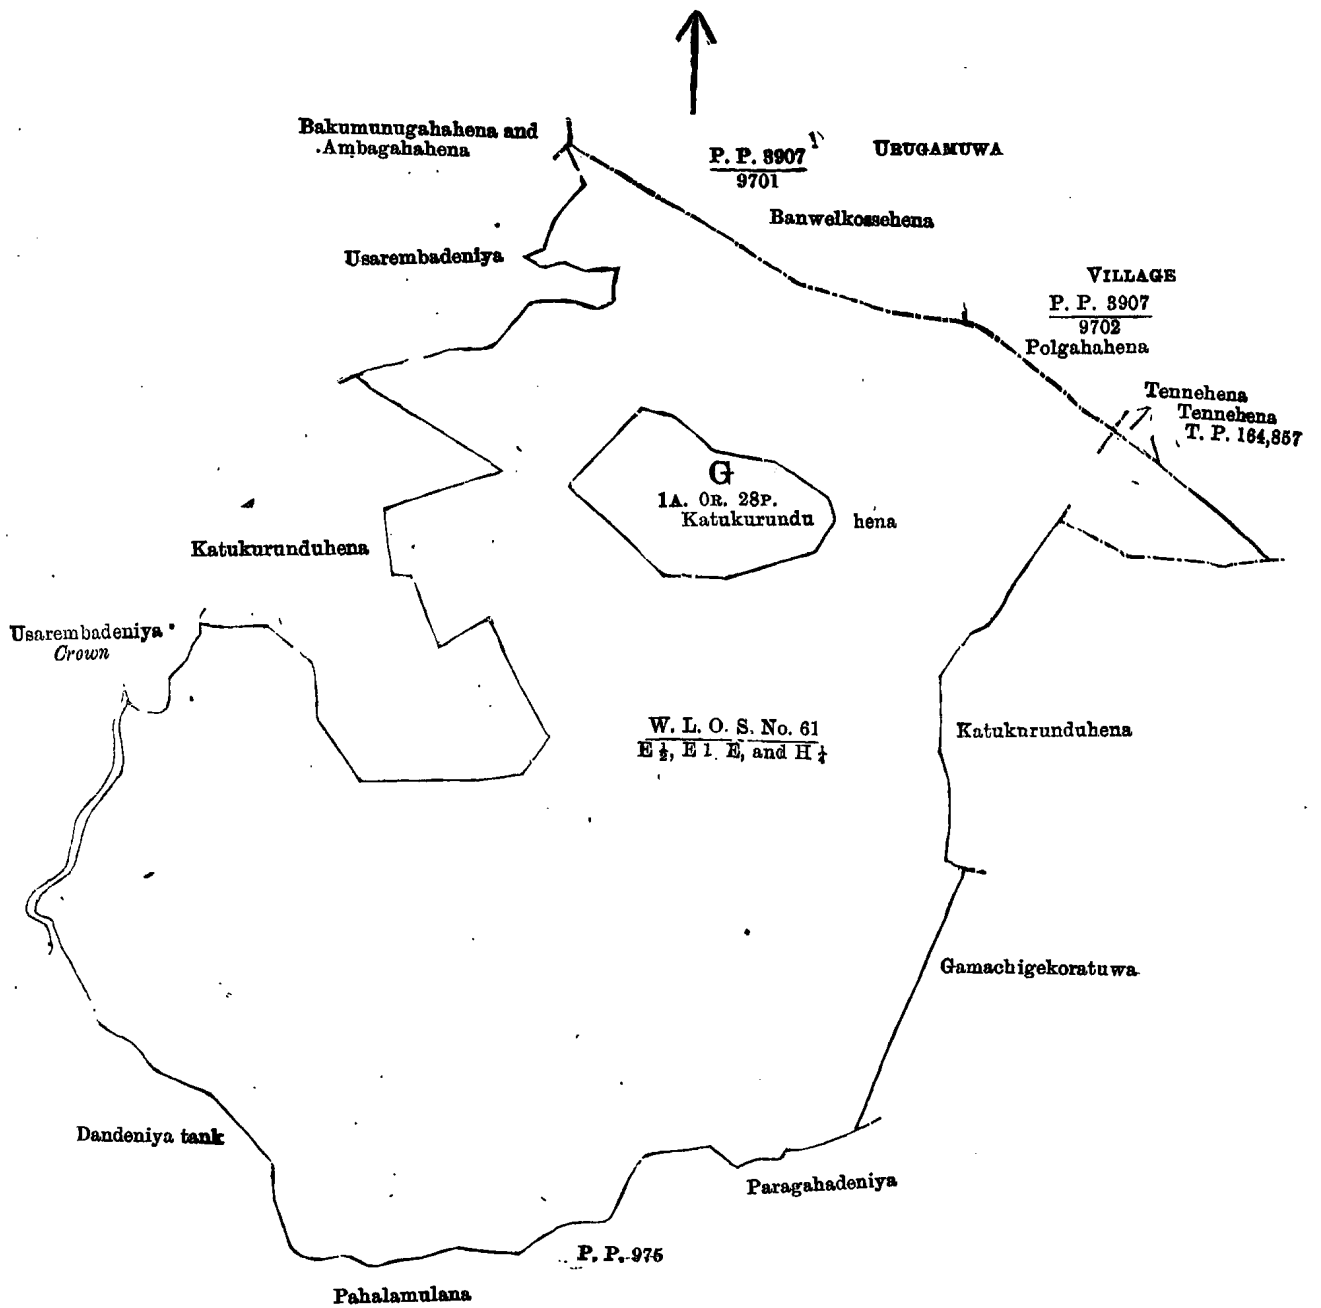 Bakumunugahahena and
Ambagahahena
P. P. 3907
9701
URUGAMUWA
Banwelkossehena
Usarembadeniya
VILLAGE
P. P. 3907
9702
Polgahahena
Tennehena
Tennehena
T. P. 164,857
G
1A. 0R. 28P.
Katukurundu hena
Katukurunduhena
Usarembadeniya
Crown
W. L. O. S. No. 61
E ½, E 1. E, and H ¼
Katukurunduhena
Gamachigekoratuwa
Dandeniya tank
Paragahadeniya
P. P. 975
Pahalamulana